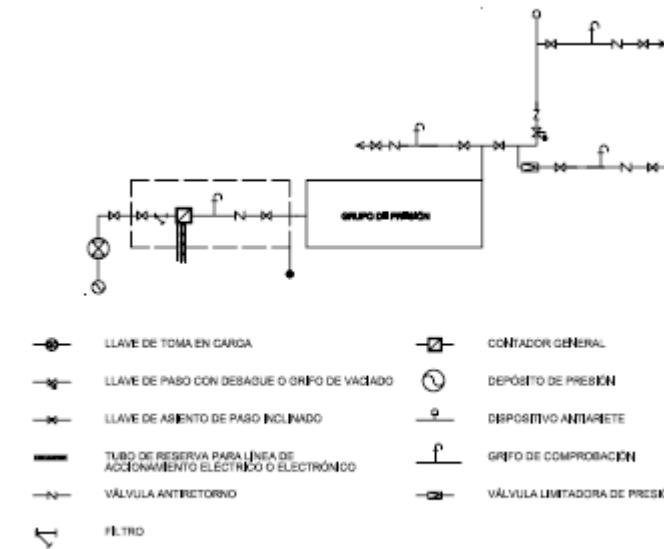 GRUPO DE PRESIÓN
LLAVE DE TOMA EN CARGA
LLAVE DE PASO CON DESAGUE O GRIFO DE VACIADO
LLAVE DE ASIENTO DE PASO INCLINADO
TUBO DE RESERVA PARA LÍNEA DE
ACCIONAMIENTO ELÉCTRICO O ELECTRÓNICO
VÁLVULA ANTIRETORNO
FILTRO
CONTADOR GENERAL
DEPÓSITO DE PRESIÓN
DISPOSITIVO ANTIARIETE
GRIFO DE COMPROBACIÓN
VÁLVULA LIMITADORA DE PRESI